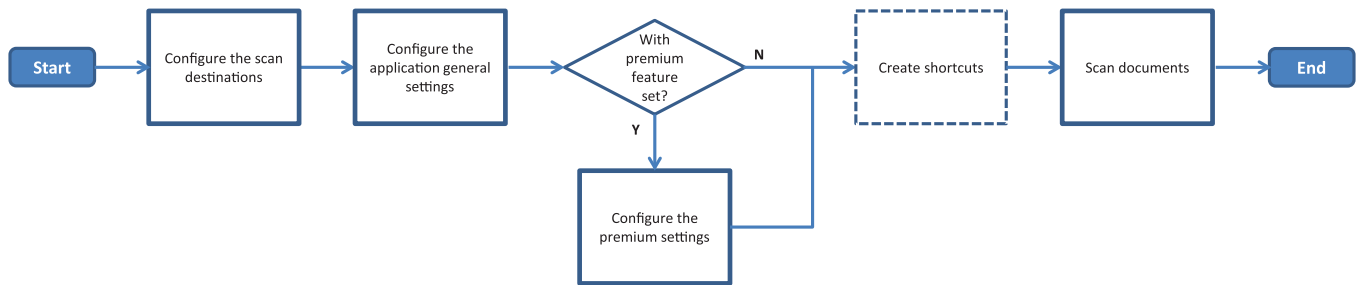 Start
Configure the scan
destinations
Configure the
application general
settings
With
premium
feature
set?
N
Y
Configure the
premium settings
Create shortcuts
Scan documents
End